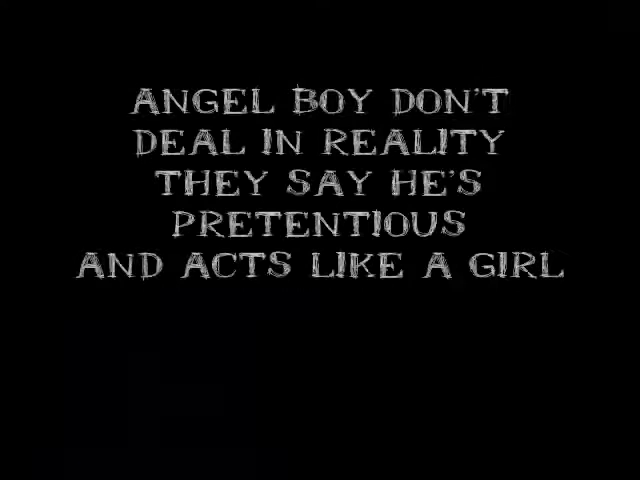 ANGEL BOY DON'T
DEAL IN REALITY
THEY SAY HE'S
PRETENTIOUS
AND ACTS LIKE A GIRL